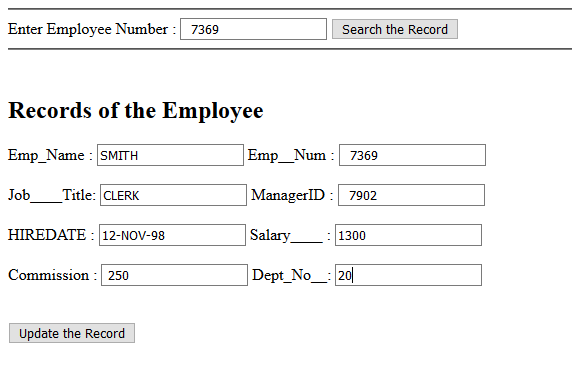 Enter Employee Number : 7369 Search the Record
Records of the Employee
Emp_Name : SMITH Emp__Num : 7369
Job____Title: CLERK ManagerID : 7902
HIREDATE : 12-NOV-98 Salary____ : 1300
Commission : 250 Dept_No__: 20
Update the Record